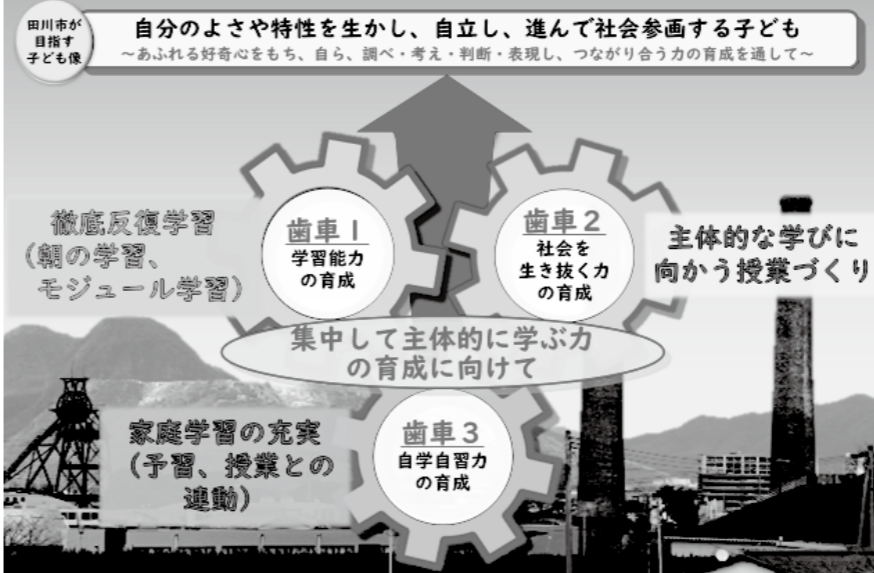 田川市が
目指す
子ども像
自分のよさや特性を生かし、自立し、進んで社会参画する子ども
～あふれる好奇心をもち、自ら、調べ・考え・判断・表現し、つながり合う力の育成を通して～
徹底反復学習
（朝の学習、
モジュール学習）
歯車１
学習能力
の育成
歯車２
社会を
生き抜く力
の育成
主体的な学びに
向かう授業づくり
集中して主体的に学ぶ力
の育成に向けて
家庭学習の充実
（予習、授業との
連動）
歯車３
自学自習力
の育成